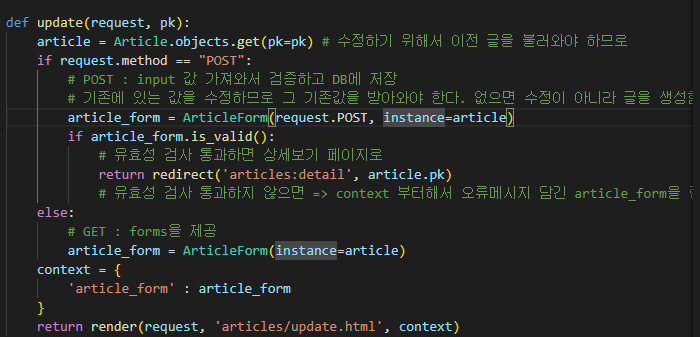 def update(request, pk):
    article = Article.objects.get(pk=pk) # 수정하기 위해서 이전 글을 불러와야 하므로
    if request.method == "POST":
        # POST : input 값 가져와서 검증하고 DB에 저장
        # 기존에 있는 값을 수정하므로 그 기존값을 받아와야 한다. 없으면 수정이 아니라 글을 생성
        article_form = ArticleForm(request.POST, instance=article)
        if article_form.is_valid():
            # 유효성 검사 통과하면 상세보기 페이지로
            return redirect('articles:detail', article.pk)
            # 유효성 검사 통과하지 않으면 => context 부터해서 오류메시지 담긴 article_form을
    else:
        # GET : forms을 제공
        article_form = ArticleForm(instance=article)
    context = {
        'article_form' : article_form
    }
    return render(request, 'articles/update.html', context)